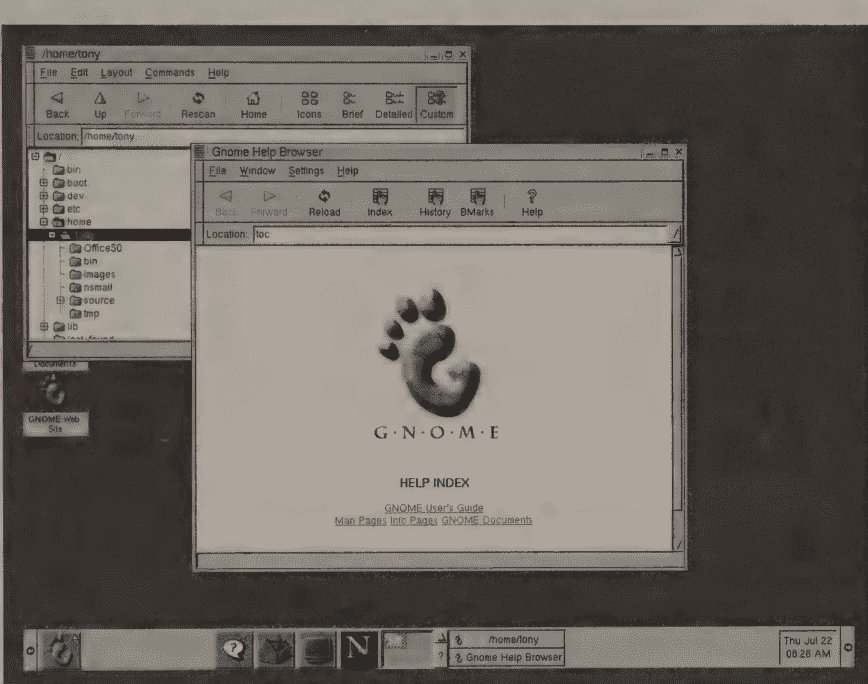 /home/tony
File Edit Layout Commands Help
Back Up Forward Rescan Home Icons Brief Detailed Custom
Location: /home/tony
/
bin
boot
dev
etc
home
Office50
bin
images
nsmail
source
tmp
lib
lost+found
Documents
GNOME Web
Site
Gnome Help Browser
File Window Settings Help
Back Forward Reload Index History BMarks Help
Location: toc
G·N·O·M·E
HELP INDEX
GNOME User's Guide
Man Pages Info Pages GNOME Documents
?
N
?
/home/tony
Gnome Help Browser
Thu Jul 22
08:28 AM